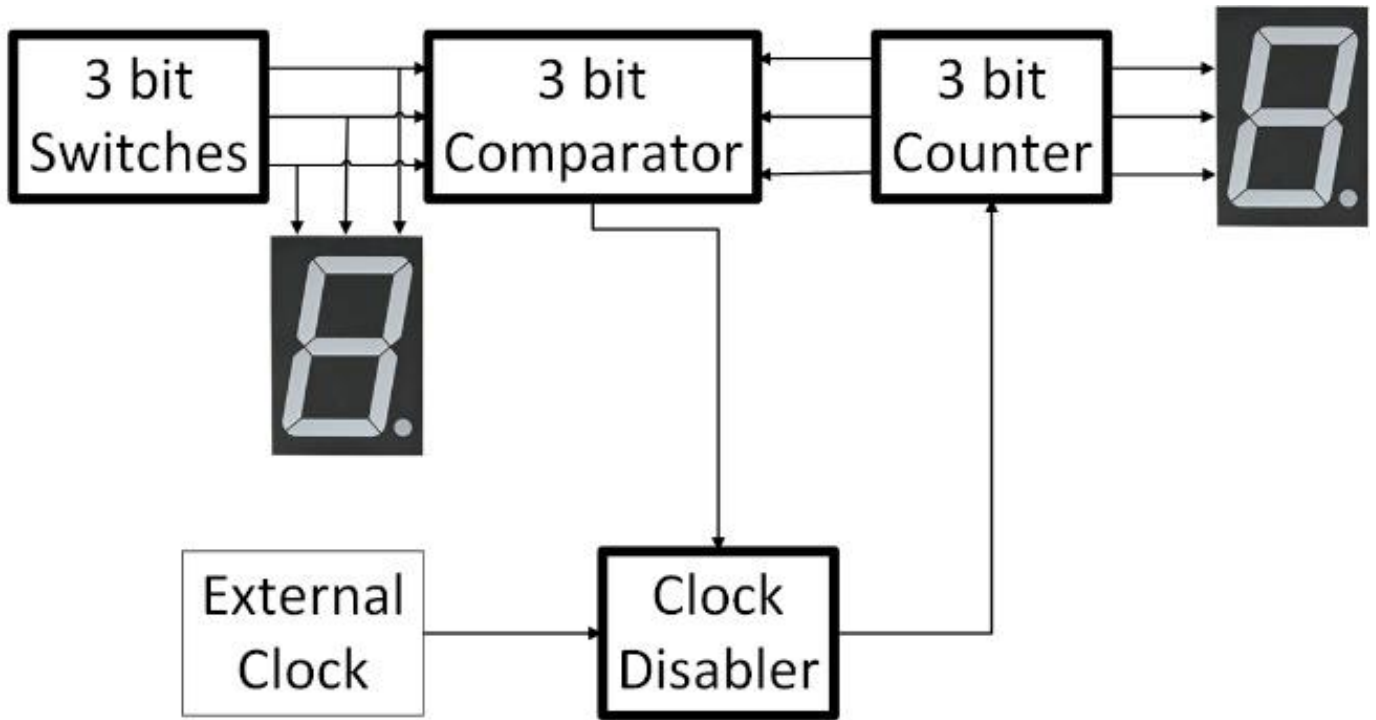 3 bit
Switches
3 bit
Comparator
3 bit
Counter
External
Clock
Clock
Disabler